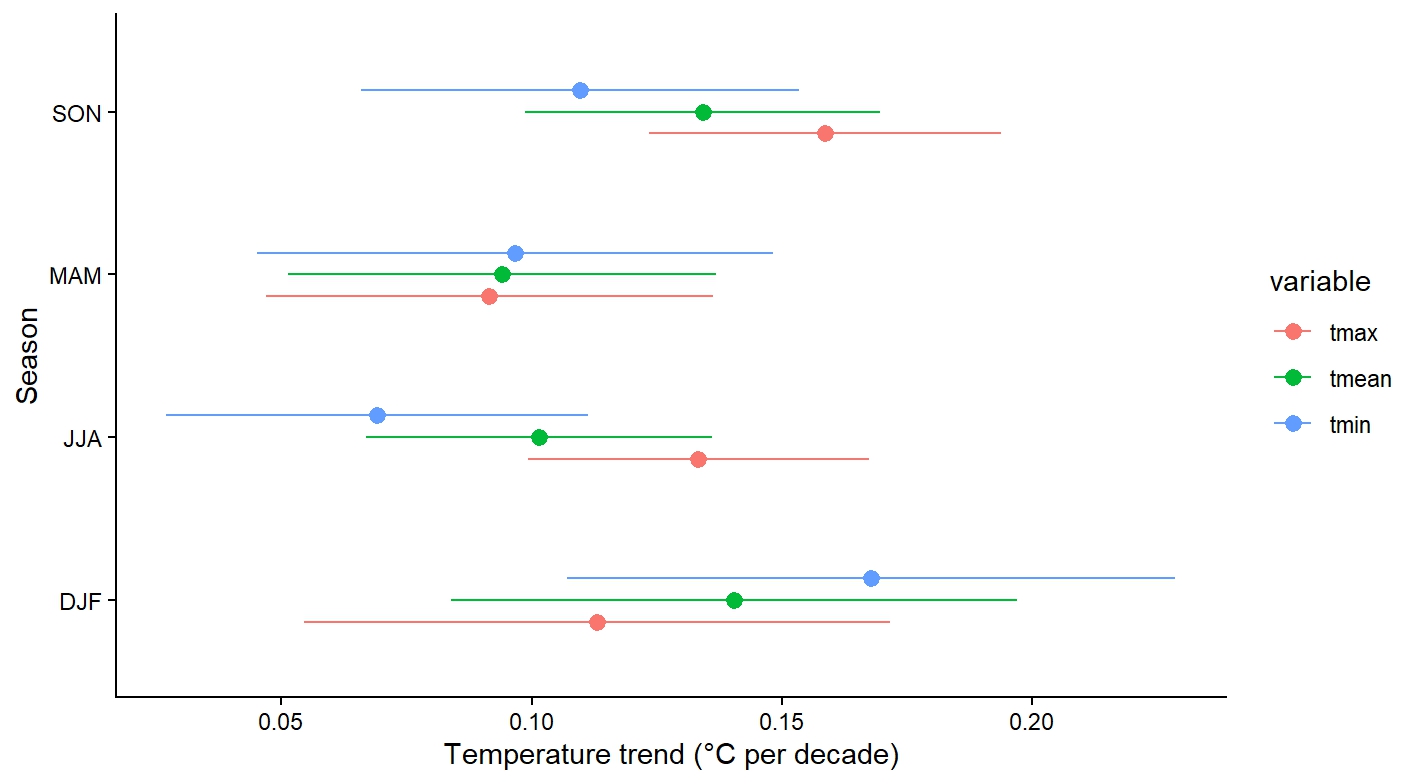 SON
MAM
JJA
DJF
Season
0.05 0.10 0.15 0.20
Temperature trend (°C per decade)
variable
tmax
tmean
tmin